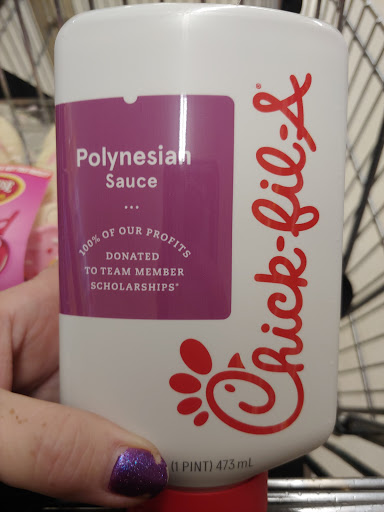 Polynesian
Sauce
...
100% OF OUR PROFITS
DONATED
TO TEAM MEMBER
SCHOLARSHIPS*
Chick-fil-A®
(1 PINT) 473 mL